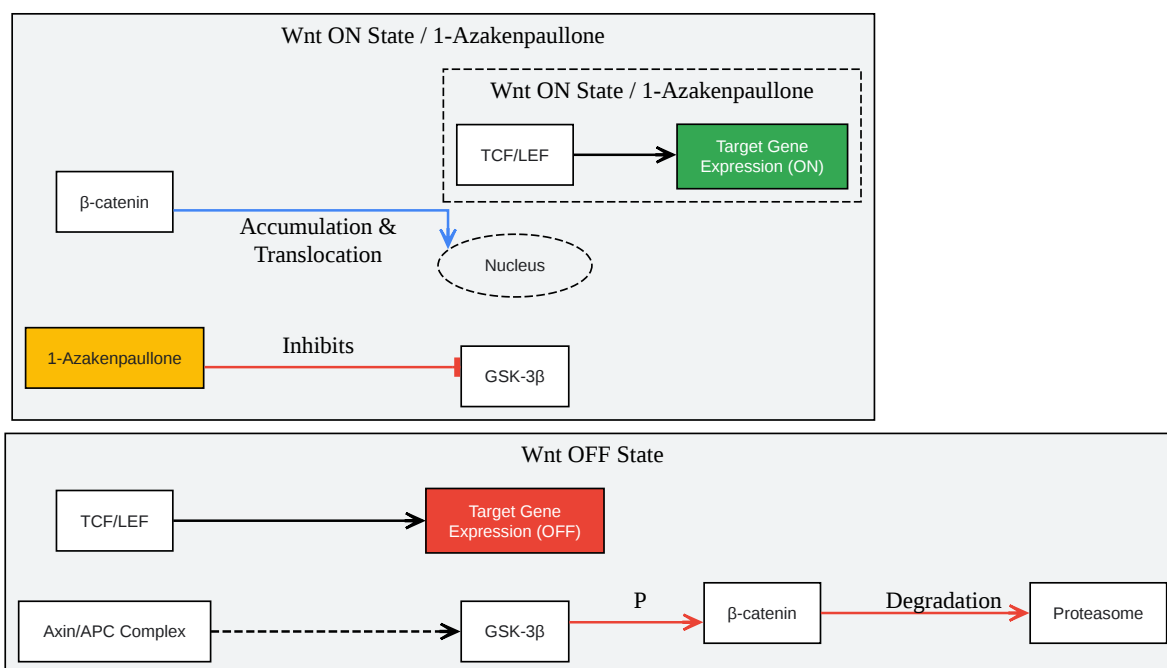 Wnt ON State / 1-Azakenpaullone
Wnt ON State / 1-Azakenpaullone
TCF/LEF
Target Gene
Expression (ON)
β-catenin
Accumulation &
Translocation
Nucleus
1-Azakenpaullone
Inhibits
GSK-3β
Wnt OFF State
TCF/LEF
Target Gene
Expression (OFF)
Axin/APC Complex
GSK-3β
P
β-catenin
Degradation
Proteasome